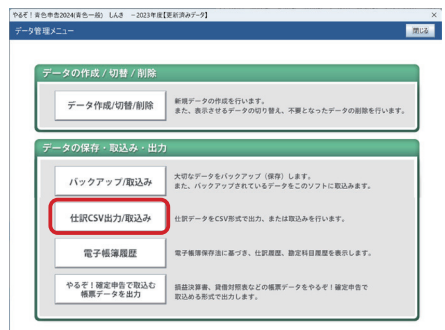 やるぞ！青色申告2024(青色一般) しんき －2023年度【更新済みデータ】
データ管理メニュー
閉じる
データの作成 / 切替 / 削除
データ作成/切替/削除
新規データの作成を行います。
また、表示させるデータの切り替え、不要となったデータの削除を行います。
データの保存・取込み・出力
バックアップ/取込み
大切なデータをバックアップ（保存）します。
また、バックアップされているデータをこのソフトに取込みます。
仕訳CSV出力/取込み
仕訳データをCSV形式で出力、または取込みを行います。
電子帳簿履歴
電子帳簿保存法に基づき、仕訳履歴、勘定科目履歴を表示します。
やるぞ！確定申告で取込む
帳票データを出力
損益決算書、貸借対照表などの帳票データをやるぞ！確定申告で
取込める形式で出力します。